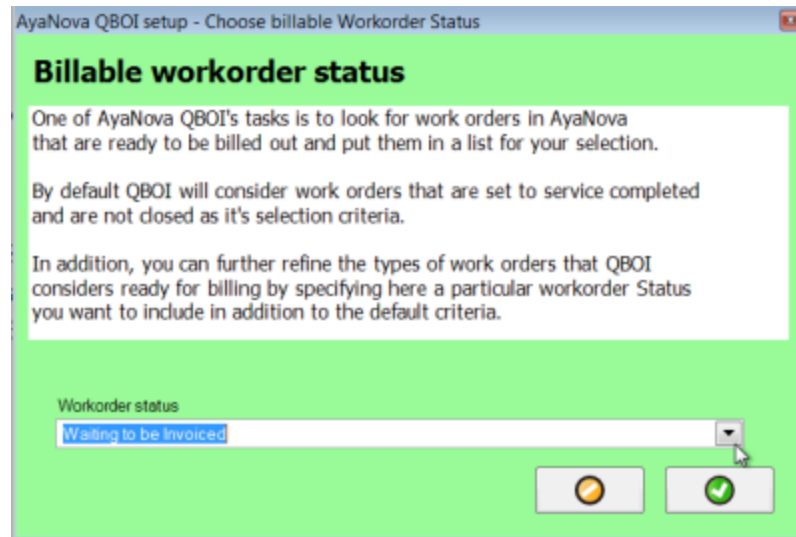 AyaNova QBOI setup - Choose billable Workorder Status
Billable workorder status
One of AyaNova QBOI's tasks is to look for work orders in AyaNova
that are ready to be billed out and put them in a list for your selection.
By default QBOI will consider work orders that are set to service completed
and are not closed as it's selection criteria.
In addition, you can further refine the types of work orders that QBOI
considers ready for billing by specifying here a particular workorder Status
you want to include in addition to the default criteria.
Workorder status
Waiting to be Invoiced